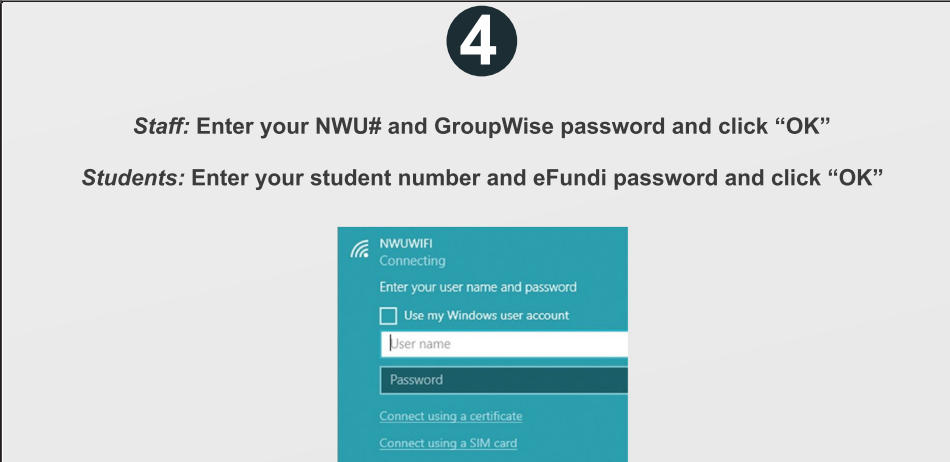 4
Staff: Enter your NWU# and GroupWise password and click “OK”
Students: Enter your student number and eFundi password and click “OK”
NWUWIFI
Connecting
Enter your user name and password
Use my Windows user account
User name
Password
Connect using a certificate
Connect using a SIM card